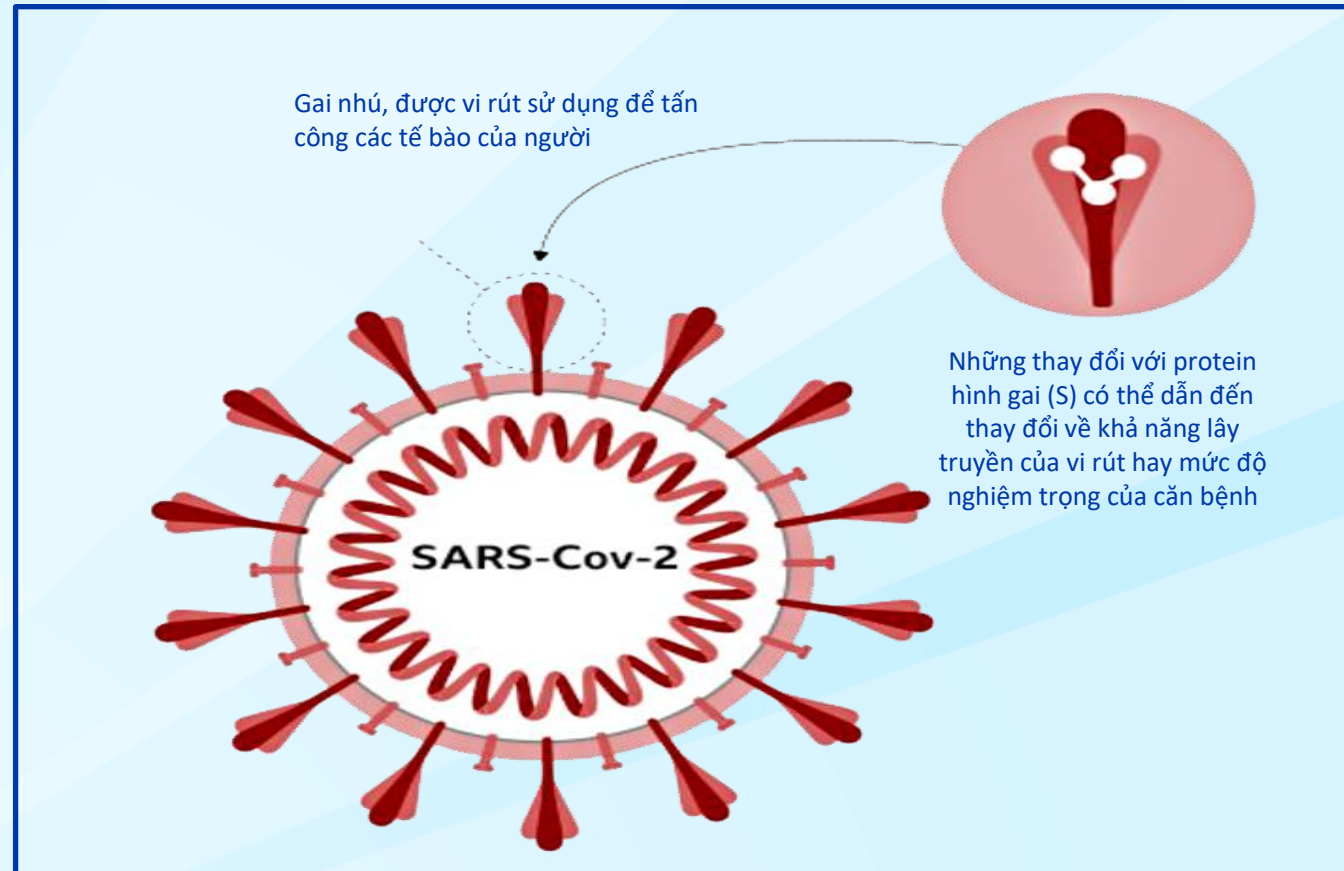 Gai nhú, được vi rút sử dụng để tấn
công các tế bào của người
Những thay đổi với protein
hình gai (S) có thể dẫn đến
thay đổi về khả năng lây
truyền của vi rút hay mức độ
nghiệm trọng của căn bệnh
SARS-Cov-2